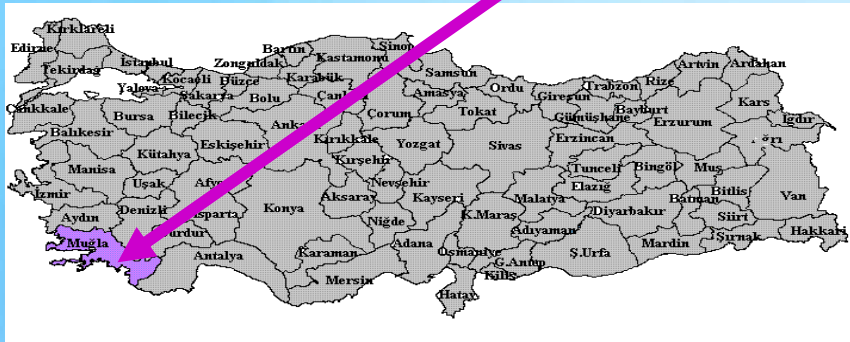 Kırklareli
Edirne
Tekirdağ
İstanbul
Yalova
Kocaeli
Sakarya
Düzce
Zonguldak
Bartın
Karabük
Kastamonu
Sinop
Samsun
Ordu
Giresun
Trabzon
Rize
Artvin
Ardahan
Kars
Iğdır
Çankkale
Balıkesir
Bursa
Bilecik
Bolu
Çorum
Amasya
Tokat
Gümüşhane
Bayburt
Erzurum
Erzincan
Kütahya
Eskişehir
Kırıkkale
Kırşehir
Yozgat
Sivas
Tunceli
Bingöl
Muş
Manisa
Uşak
İzmir
Aydın
Denizli
Konya
Aksaray
Nevşehir
Kayseri
Niğde
Malatya
Elazığ
Diyarbakır
Batman
Bitlis
Van
Siirt
Şırnak
Hakkari
Muğla
Antalya
Karaman
Mersin
Adana
Osmaniye
K.Maraş
Adıyaman
G.Antep
Kilis
Ş.Urfa
Mardin
Hatay